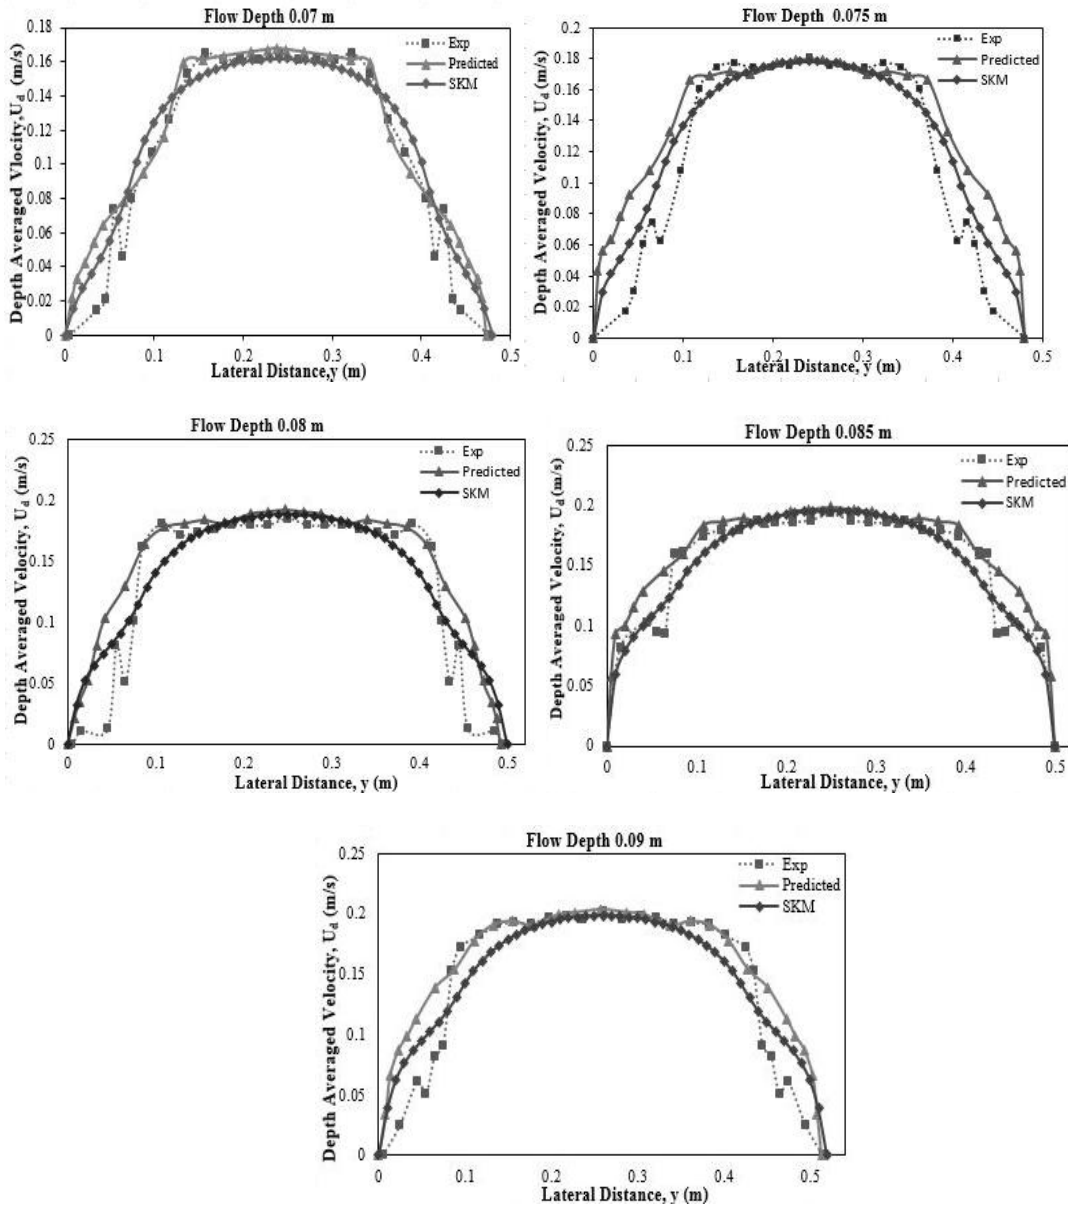 Flow Depth 0.07 m
Depth Averaged Vlocity,Ud (m/s)
0.18
0.16
0.14
0.12
0.1
0.08
0.06
0.04
0.02
0
Exp
Predicted
SKM
0 0.1 0.2 0.3 0.4 0.5
Lateral Distance,y (m)
Flow Depth 0.075 m
Depth Averaged Velocity, Ud (m/s)
0.2
0.18
0.16
0.14
0.12
0.1
0.08
0.06
0.04
0.02
0
Exp
Predicted
SKM
0 0.1 0.2 0.3 0.4 0.5
Lateral Distance, y (m)
Flow Depth 0.08 m
Depth Averaged Velocity, Ud (m/s)
0.25
0.2
0.15
0.1
0.05
0
Exp
Predicted
SKM
0 0.1 0.2 0.3 0.4 0.5
Lateral Distance, y (m)
Flow Depth 0.085 m
Depth Averaged Velocity, Ud (m/s)
0.25
0.2
0.15
0.1
0.05
0
Exp
Predicted
SKM
0 0.1 0.2 0.3 0.4 0.5
Lateral Distance, y (m)
Flow Depth 0.09 m
Depth Averaged Velocity, Ud (m/s)
0.25
0.2
0.15
0.1
0.05
0
Exp
Predicted
SKM
0 0.1 0.2 0.3 0.4 0.5
Lateral Distance, y (m)